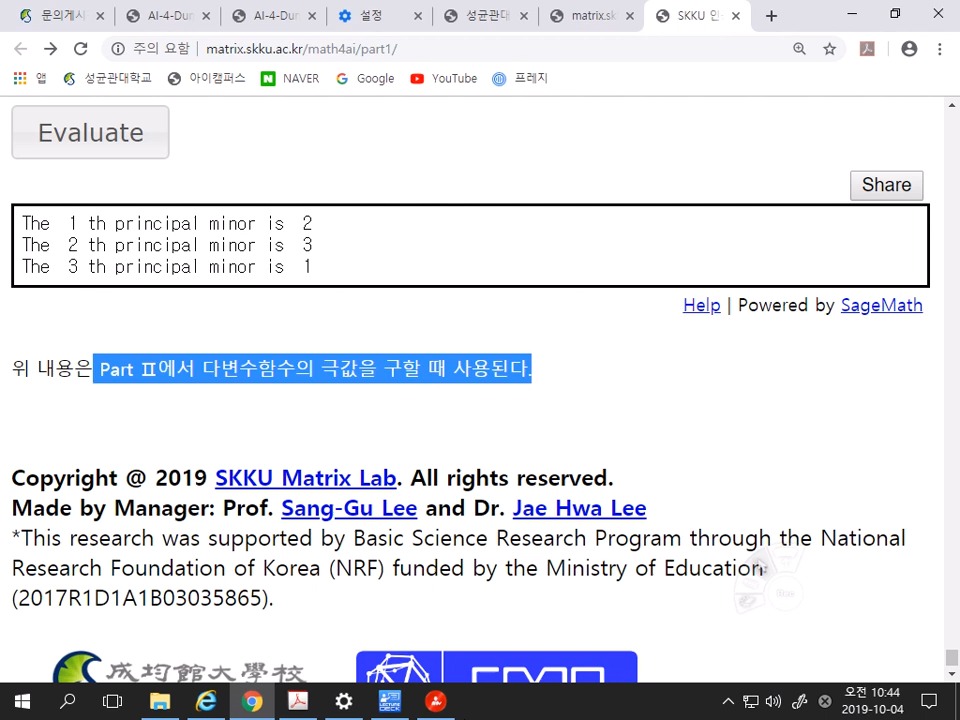 문의게시
AI-4-Dun
AI-4-Dun
설정
성균관대
matrix.sk
SKKU 인
주의 요함 | matrix.skku.ac.kr/math4ai/part1/
앱 성균관대학교 아이캠퍼스 NAVER Google YouTube 프레지
Evaluate
Share
The 1 th principal minor is 2
The 2 th principal minor is 3
The 3 th principal minor is 1
Help | Powered by SageMath
위 내용은 Part Ⅱ에서 다변수함수의 극값을 구할 때 사용된다.
Copyright @ 2019 SKKU Matrix Lab. All rights reserved.
Made by Manager: Prof. Sang-Gu Lee and Dr. Jae Hwa Lee
*This research was supported by Basic Science Research Program through the National
Research Foundation of Korea (NRF) funded by the Ministry of Education
(2017R1D1A1B03035865).
成均館大學校
오전 10:44
2019-10-04